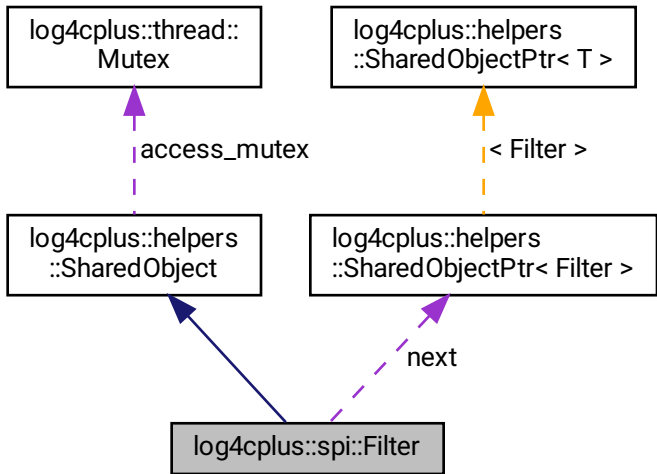 log4cplus::thread::
Mutex
log4cplus::helpers
::SharedObjectPtr< T >
access_mutex
< Filter >
log4cplus::helpers
::SharedObject
log4cplus::helpers
::SharedObjectPtr< Filter >
next
log4cplus::spi::Filter